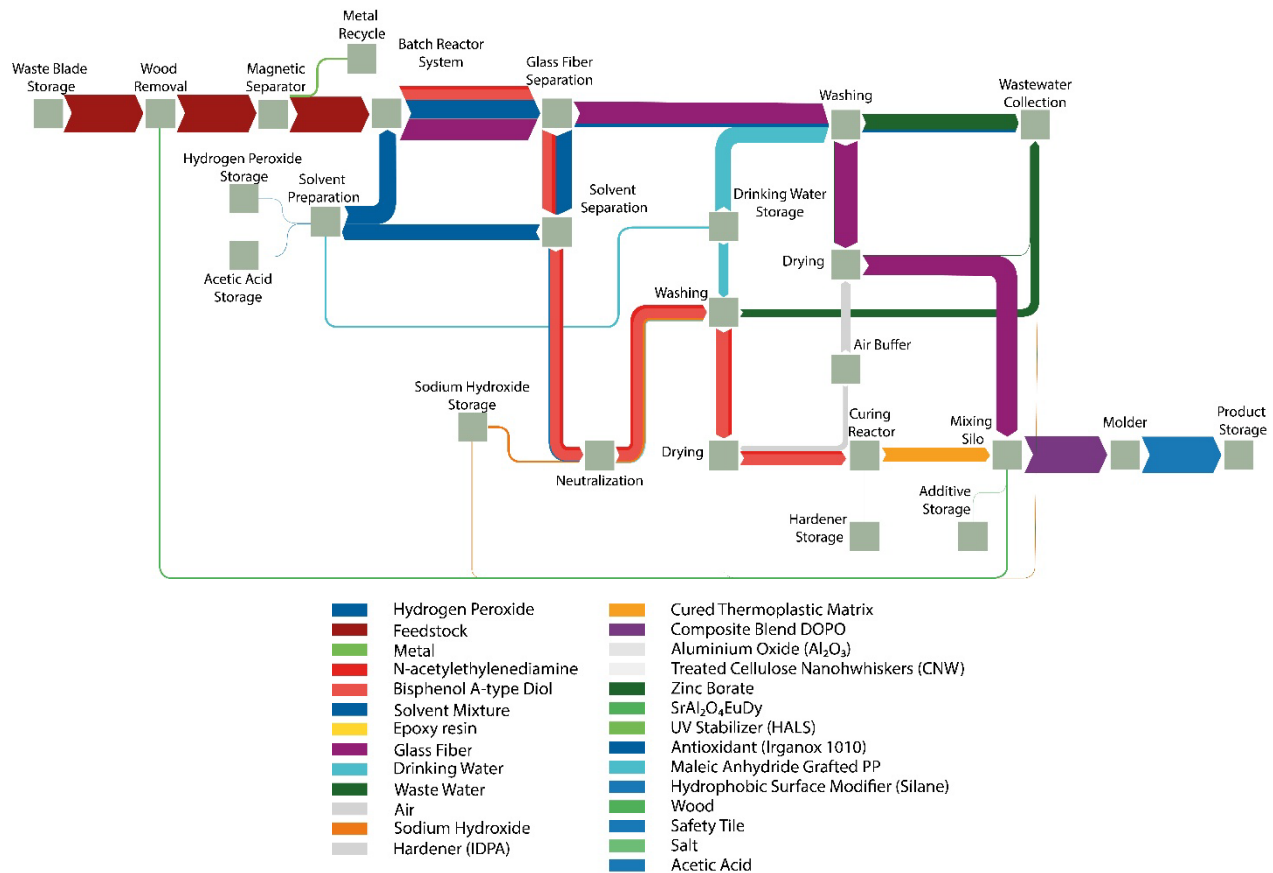 Metal
Recycle
Batch Reactor
System
Glass Fiber
Separation
Waste Blade
Storage
Wood
Removal
Magnetic
Separator
Washing
Wastewater
Collection
Hydrogen Peroxide
Storage
Solvent
Preparation
Solvent
Separation
Drinking Water
Storage
Acetic Acid
Storage
Drying
Washing
Air Buffer
Sodium Hydroxide
Storage
Curing
Reactor
Mixing
Silo
Molder
Product
Storage
Drying
Neutralization
Additive
Storage
Hardener
Storage
Hydrogen Peroxide
Feedstock
Metal
N-acetylethylenediamine
Bisphenol A-type Diol
Solvent Mixture
Epoxy resin
Glass Fiber
Drinking Water
Waste Water
Air
Sodium Hydroxide
Hardener (IDPA)
Cured Thermoplastic Matrix
Composite Blend DOPO
Aluminium Oxide (Al₂O₃)
Treated Cellulose Nanohwhiskers (CNW)
Zinc Borate
SrAl₂O₄EuDy
UV Stabilizer (HALS)
Antioxidant (Irganox 1010)
Maleic Anhydride Grafted PP
Hydrophobic Surface Modifier (Silane)
Wood
Safety Tile
Salt
Acetic Acid